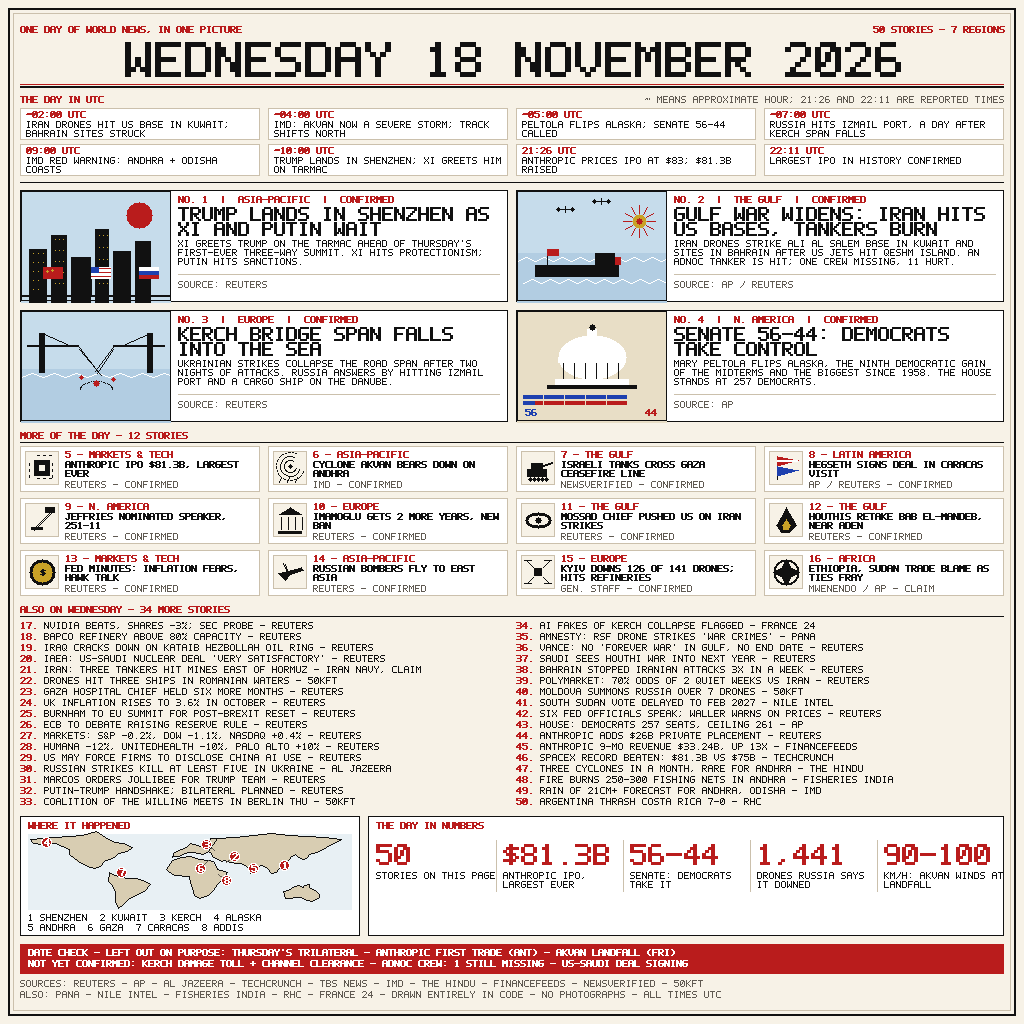 ONE DAY OF WORLD NEWS, IN ONE PICTURE
50 STORIES - 7 REGIONS
WEDNESDAY 18 NOVEMBER 2026
THE DAY IN UTC
~ MEANS APPROXIMATE HOUR; 21:26 AND 22:11 ARE REPORTED TIMES
~02:00 UTC
IRAN DRONES HIT US BASE IN KUWAIT;
BAHRAIN SITES STRUCK
~04:00 UTC
IMD: AKVAN NOW A SEVERE STORM; TRACK
SHIFTS NORTH
~05:00 UTC
PELTOLA FLIPS ALASKA; SENATE 56-44
CALLED
~07:00 UTC
RUSSIA HITS IZMAIL PORT, A DAY AFTER
KERCH SPAN FALLS
09:00 UTC
IMD RED WARNING: ANDHRA + ODISHA
COASTS
~10:00 UTC
TRUMP LANDS IN SHENZHEN; XI GREETS HIM
ON TARMAC
21:26 UTC
ANTHROPIC PRICES IPO AT $83; $81.3B
RAISED
22:11 UTC
LARGEST IPO IN HISTORY CONFIRMED
NO. 1 | ASIA-PACIFIC | CONFIRMED
TRUMP LANDS IN SHENZHEN AS
XI AND PUTIN WAIT
XI GREETS TRUMP ON THE TARMAC AHEAD OF THURSDAY'S
FIRST-EVER THREE-WAY SUMMIT. XI HITS PROTECTIONISM;
PUTIN HITS SANCTIONS.
SOURCE: REUTERS
NO. 2 | THE GULF | CONFIRMED
GULF WAR WIDENS: IRAN HITS
US BASES, TANKERS BURN
IRAN DRONES STRIKE ALI AL SALEM BASE IN KUWAIT AND
SITES IN BAHRAIN AFTER US JETS HIT QESHM ISLAND. AN
ADNOC TANKER IS HIT; ONE CREW MISSING, 11 HURT.
SOURCE: AP / REUTERS
NO. 3 | EUROPE | CONFIRMED
KERCH BRIDGE SPAN FALLS
INTO THE SEA
UKRAINIAN STRIKES COLLAPSE THE ROAD SPAN AFTER TWO
NIGHTS OF ATTACKS. RUSSIA ANSWERS BY HITTING IZMAIL
PORT AND A CARGO SHIP ON THE DANUBE.
SOURCE: REUTERS
56
44
NO. 4 | N. AMERICA | CONFIRMED
SENATE 56-44: DEMOCRATS
TAKE CONTROL
MARY PELTOLA FLIPS ALASKA, THE NINTH DEMOCRATIC GAIN
OF THE MIDTERMS AND THE BIGGEST SINCE 1958. THE HOUSE
STANDS AT 257 DEMOCRATS.
SOURCE: AP
MORE OF THE DAY - 12 STORIES
5 - MARKETS & TECH
ANTHROPIC IPO $81.3B, LARGEST
EVER
REUTERS - CONFIRMED
6 - ASIA-PACIFIC
CYCLONE AKVAN BEARS DOWN ON
ANDHRA
IMD - CONFIRMED
7 - THE GULF
ISRAELI TANKS CROSS GAZA
CEASEFIRE LINE
NEWSVERIFIED - CONFIRMED
8 - LATIN AMERICA
HEGSETH SIGNS DEAL IN CARACAS
VISIT
AP / REUTERS - CONFIRMED
9 - N. AMERICA
JEFFRIES NOMINATED SPEAKER,
251-11
REUTERS - CONFIRMED
10 - EUROPE
IMAMOGLU GETS 2 MORE YEARS, NEW
BAN
REUTERS - CONFIRMED
11 - THE GULF
MOSSAD CHIEF PUSHED US ON IRAN
STRIKES
REUTERS - CONFIRMED
12 - THE GULF
HOUTHIS RETAKE BAB EL-MANDEB,
NEAR ADEN
REUTERS - CONFIRMED
13 - MARKETS & TECH
FED MINUTES: INFLATION FEARS,
HAWK TALK
REUTERS - CONFIRMED
14 - ASIA-PACIFIC
RUSSIAN BOMBERS FLY TO EAST
ASIA
REUTERS - CONFIRMED
15 - EUROPE
KYIV DOWNS 126 OF 141 DRONES;
HITS REFINERIES
GEN. STAFF - CONFIRMED
16 - AFRICA
ETHIOPIA, SUDAN TRADE BLAME AS
TIES FRAY
MWENENDO / AP - CLAIM
ALSO ON WEDNESDAY - 34 MORE STORIES
17. NVIDIA BEATS, SHARES -3%; SEC PROBE - REUTERS
18. BAPCO REFINERY ABOVE 80% CAPACITY - REUTERS
19. IRAQ CRACKS DOWN ON KATAIB HEZBOLLAH OIL RING - REUTERS
20. IAEA: US-SAUDI NUCLEAR DEAL 'VERY SATISFACTORY' - REUTERS
21. IRAN: THREE TANKERS HIT MINES EAST OF HORMUZ - IRAN NAVY, CLAIM
22. DRONES HIT THREE SHIPS IN ROMANIAN WATERS - 50KFT
23. GAZA HOSPITAL CHIEF HELD SIX MORE MONTHS - REUTERS
24. UK INFLATION RISES TO 3.6% IN OCTOBER - REUTERS
25. BURNHAM TO EU SUMMIT FOR POST-BREXIT RESET - REUTERS
26. ECB TO DEBATE RAISING RESERVE RULE - REUTERS
27. MARKETS: S&P -0.2%, DOW -1.1%, NASDAQ +0.4% - REUTERS
28. HUMANA -12%, UNITEDHEALTH -10%, PALO ALTO +10% - REUTERS
29. US MAY FORCE FIRMS TO DISCLOSE CHINA AI USE - REUTERS
30. RUSSIAN STRIKES KILL AT LEAST FIVE IN UKRAINE - AL JAZEERA
31. MARCOS ORDERS JOLLIBEE FOR TRUMP TEAM - REUTERS
32. PUTIN-TRUMP HANDSHAKE; BILATERAL PLANNED - REUTERS
33. COALITION OF THE WILLING MEETS IN BERLIN THU - 50KFT
34. AI FAKES OF KERCH COLLAPSE FLAGGED - FRANCE 24
35. AMNESTY: RSF DRONE STRIKES 'WAR CRIMES' - PANA
36. VANCE: NO 'FOREVER WAR' IN GULF, NO END DATE - REUTERS
37. SAUDI SEES HOUTHI WAR INTO NEXT YEAR - REUTERS
38. BAHRAIN STOPPED IRANIAN ATTACKS 3X IN A WEEK - REUTERS
39. POLYMARKET: 70% ODDS OF 2 QUIET WEEKS VS IRAN - REUTERS
40. MOLDOVA SUMMONS RUSSIA OVER 7 DRONES - 50KFT
41. SOUTH SUDAN VOTE DELAYED TO FEB 2027 - NILE INTEL
42. SIX FED OFFICIALS SPEAK; WALLER WARNS ON PRICES - REUTERS
43. HOUSE: DEMOCRATS 257 SEATS, CEILING 261 - AP
44. ANTHROPIC ADDS $26B PRIVATE PLACEMENT - REUTERS
45. ANTHROPIC 9-MO REVENUE $33.24B, UP 13X - FINANCEFEEDS
46. SPACEX RECORD BEATEN: $81.3B VS $75B - TECHCRUNCH
47. THREE CYCLONES IN A MONTH, RARE FOR ANDHRA - THE HINDU
48. FIRE BURNS 250-300 FISHING NETS IN ANDHRA - FISHERIES INDIA
49. RAIN OF 21CM+ FORECAST FOR ANDHRA, ODISHA - IMD
50. ARGENTINA THRASH COSTA RICA 7-0 - RHC
WHERE IT HAPPENED
4
3
2
7
6
5
1
8
1 SHENZHEN 2 KUWAIT 3 KERCH 4 ALASKA
5 ANDHRA 6 GAZA 7 CARACAS 8 ADDIS
THE DAY IN NUMBERS
50
STORIES ON THIS PAGE
$81.3B
ANTHROPIC IPO,
LARGEST EVER
56-44
SENATE: DEMOCRATS
TAKE IT
1,441
DRONES RUSSIA SAYS
IT DOWNED
90-100
KM/H: AKVAN WINDS AT
LANDFALL
DATE CHECK - LEFT OUT ON PURPOSE: THURSDAY'S TRILATERAL - ANTHROPIC FIRST TRADE (ANT) - AKVAN LANDFALL (FRI)
NOT YET CONFIRMED: KERCH DAMAGE TOLL + CHANNEL CLEARANCE - ADNOC CREW: 1 STILL MISSING - US-SAUDI DEAL SIGNING
SOURCES: REUTERS - AP - AL JAZEERA - TECHCRUNCH - TBS NEWS - IMD - THE HINDU - FINANCEFEEDS - NEWSVERIFIED - 50KFT
ALSO: PANA - NILE INTEL - FISHERIES INDIA - RHC - FRANCE 24 - DRAWN ENTIRELY IN CODE - NO PHOTOGRAPHS - ALL TIMES UTC